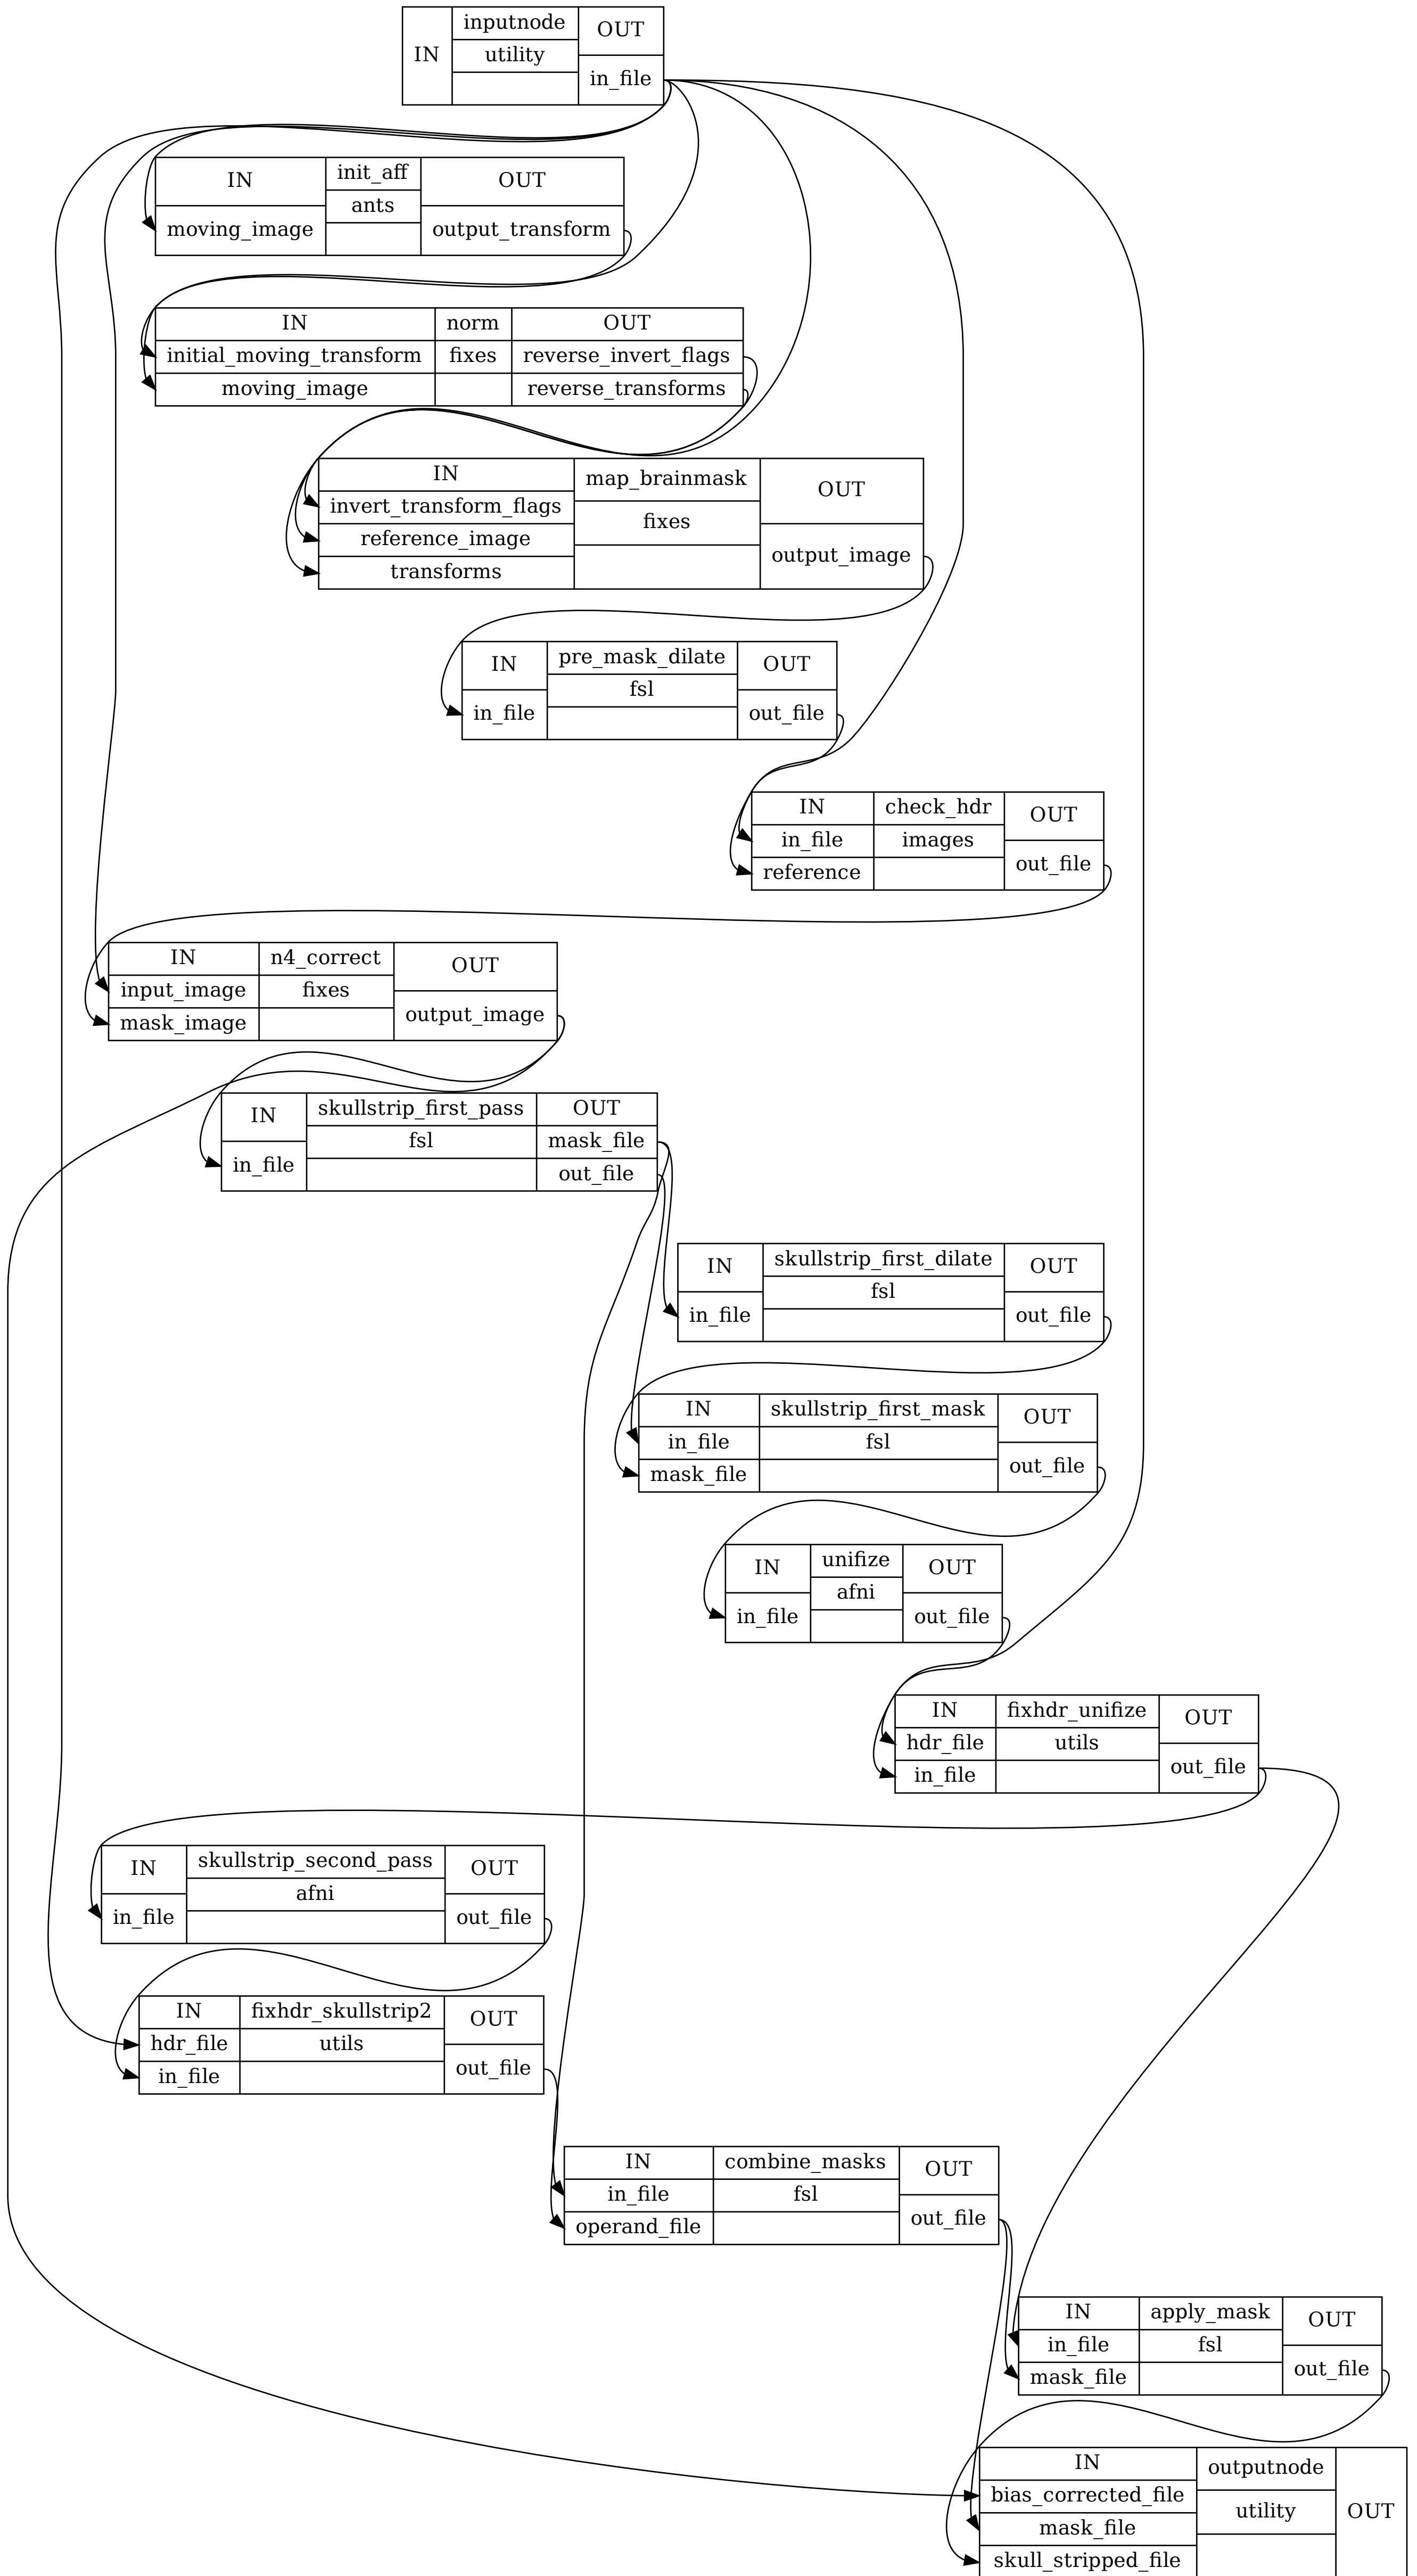 IN
inputnode
utility
OUT
in_file
IN
moving_image
init_aff
ants
OUT
output_transform
IN
initial_moving_transform
moving_image
norm
fixes
OUT
reverse_invert_flags
reverse_transforms
IN
invert_transform_flags
reference_image
transforms
map_brainmask
fixes
OUT
output_image
IN
in_file
pre_mask_dilate
fsl
OUT
out_file
IN
in_file
reference
check_hdr
images
OUT
out_file
IN
input_image
mask_image
n4_correct
fixes
OUT
output_image
IN
in_file
skullstrip_first_pass
fsl
OUT
mask_file
out_file
IN
in_file
skullstrip_first_dilate
fsl
OUT
out_file
IN
in_file
mask_file
skullstrip_first_mask
fsl
OUT
out_file
IN
in_file
unifize
afni
OUT
out_file
IN
hdr_file
in_file
fixhdr_unifize
utils
OUT
out_file
IN
in_file
skullstrip_second_pass
afni
OUT
out_file
IN
hdr_file
in_file
fixhdr_skullstrip2
utils
OUT
out_file
IN
in_file
operand_file
combine_masks
fsl
OUT
out_file
IN
in_file
mask_file
apply_mask
fsl
OUT
out_file
IN
bias_corrected_file
mask_file
skull_stripped_file
outputnode
utility
OUT